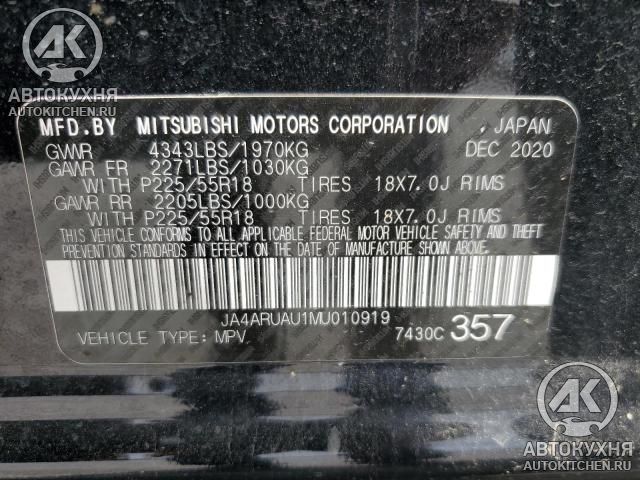 АК
АВТОКУХНЯ
AUTOKITCHEN.RU
MFD.BY MITSUBISHI MOTORS CORPORATION , JAPAN
GVWR 4343LBS/1970KG DEC 2020
GAWR FR 2271LBS/1030KG
WITH P225/55R18 TIRES 18X7.0J RIMS
GAWR RR 2205LBS/1000KG
WITH P225/55R18 TIRES 18X7.0J RIMS
THIS VEHICLE CONFORMS TO ALL APPLICABLE FEDERAL MOTOR VEHICLE SAFETY AND THEFT
PREVENTION STANDARDS IN EFFECT ON THE DATE OF MANUFACTURE SHOWN ABOVE.
JA4ARUAU1MU010919
VEHICLE TYPE: MPV 7430C 357
АК
АВТОКУХНЯ
AUTOKITCHEN.RU